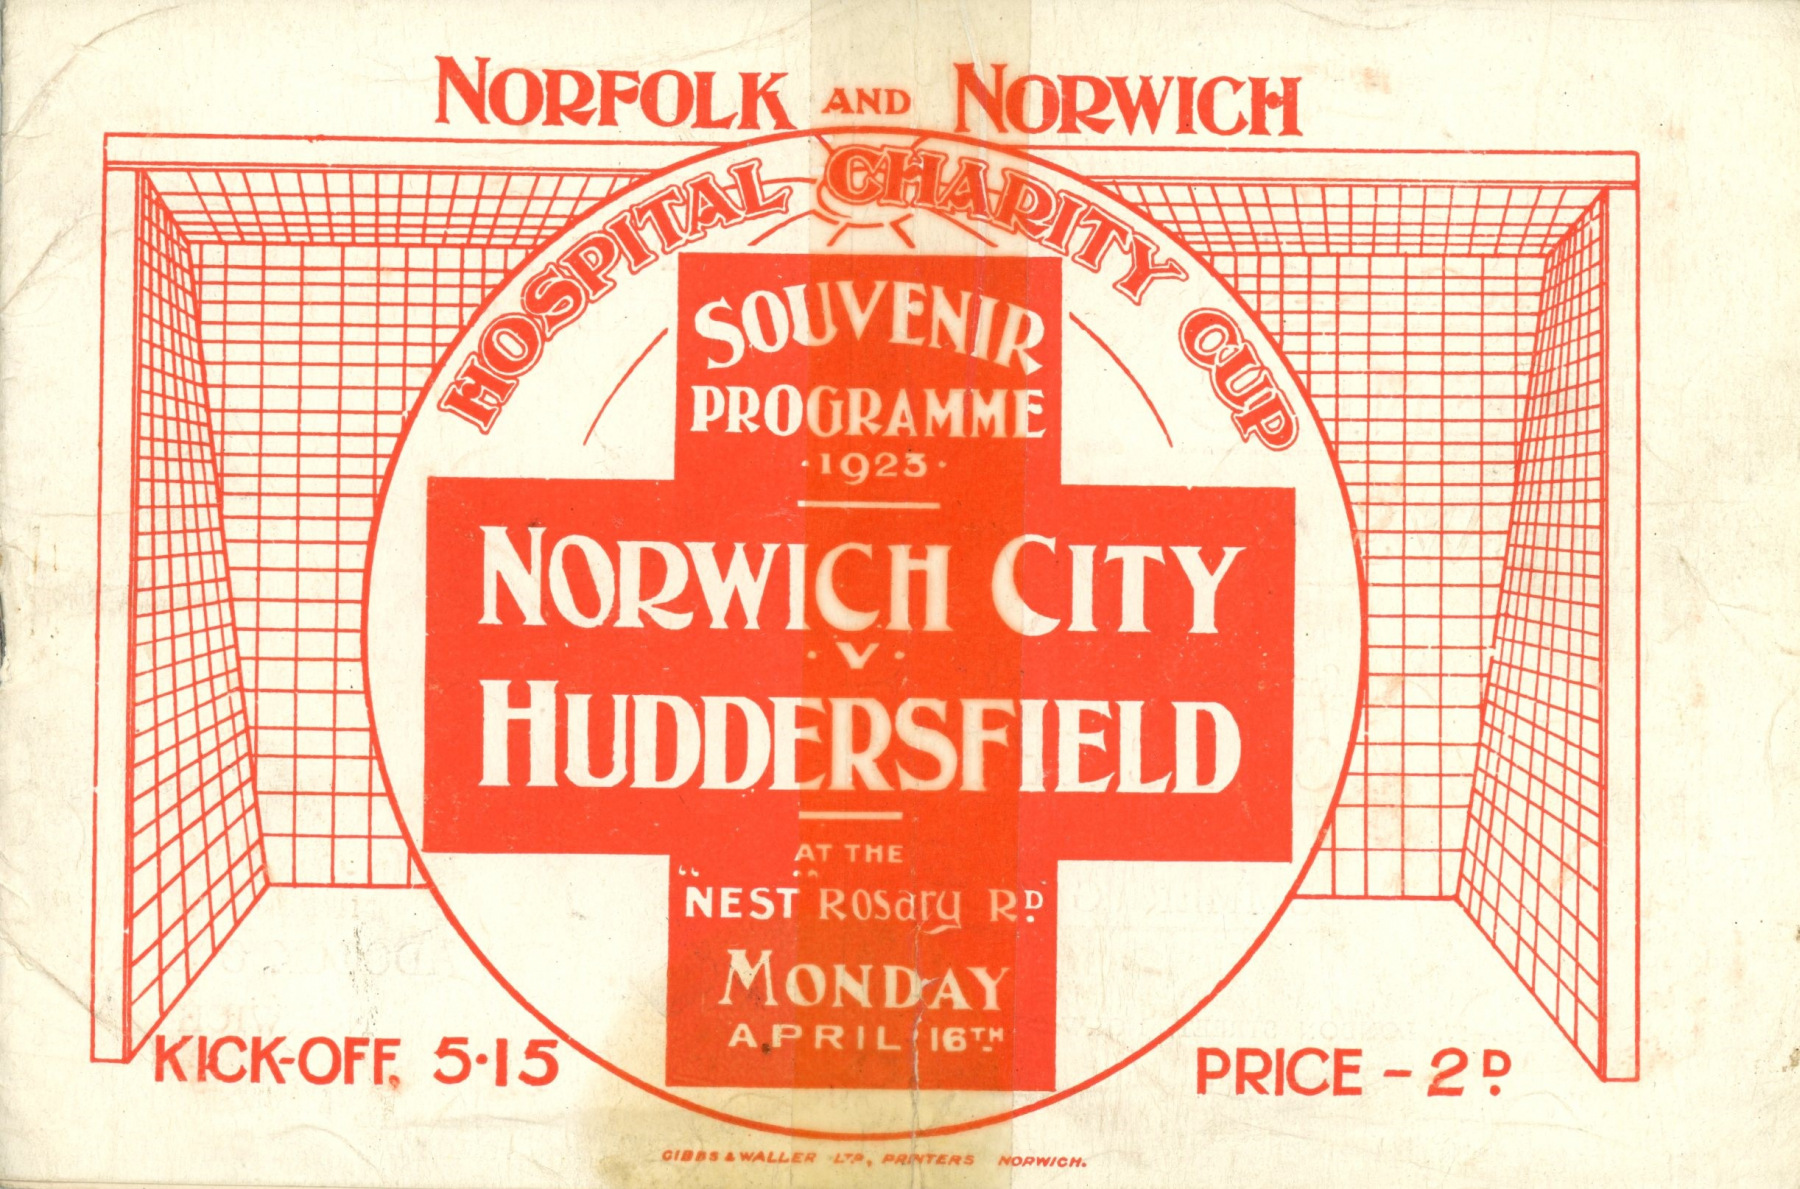 NORFOLK AND NORWICH
HOSPITAL CHARITY CUP
SOUVENIR
PROGRAMME
·1923·
NORWICH CITY
·V·
HUDDERSFIELD
AT THE
"NEST" Rosary RD
MONDAY
APRIL 16TH
KICK-OFF. 5·15
PRICE - 2D
GIBBS & WALLER LTD, PRINTERS NORWICH.